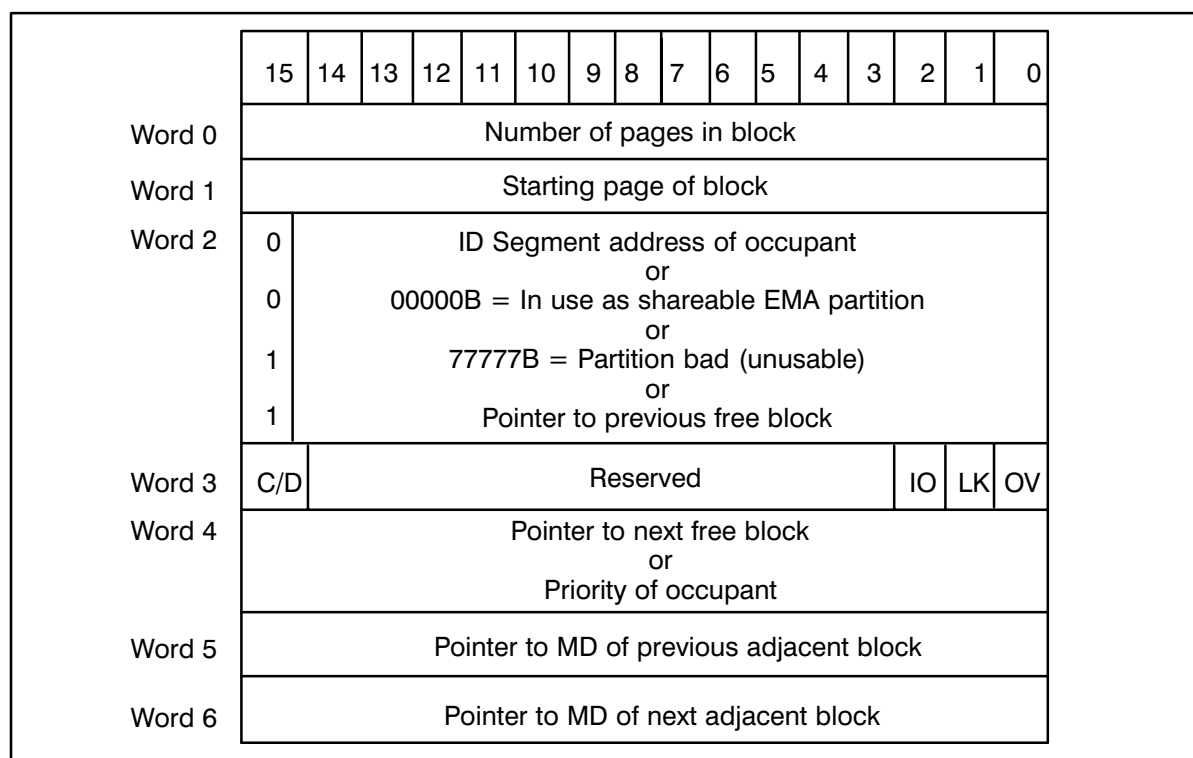 15 14 13 12 11 10 9 8 7 6 5 4 3 2 1 0
Word 0 Number of pages in block
Word 1 Starting page of block
Word 2 0 ID Segment address of occupant
or
0 00000B = In use as shareable EMA partition
or
1 77777B = Partition bad (unusable)
or
1 Pointer to previous free block
Word 3 C/D Reserved IO LK OV
Word 4 Pointer to next free block
or
Priority of occupant
Word 5 Pointer to MD of previous adjacent block
Word 6 Pointer to MD of next adjacent block